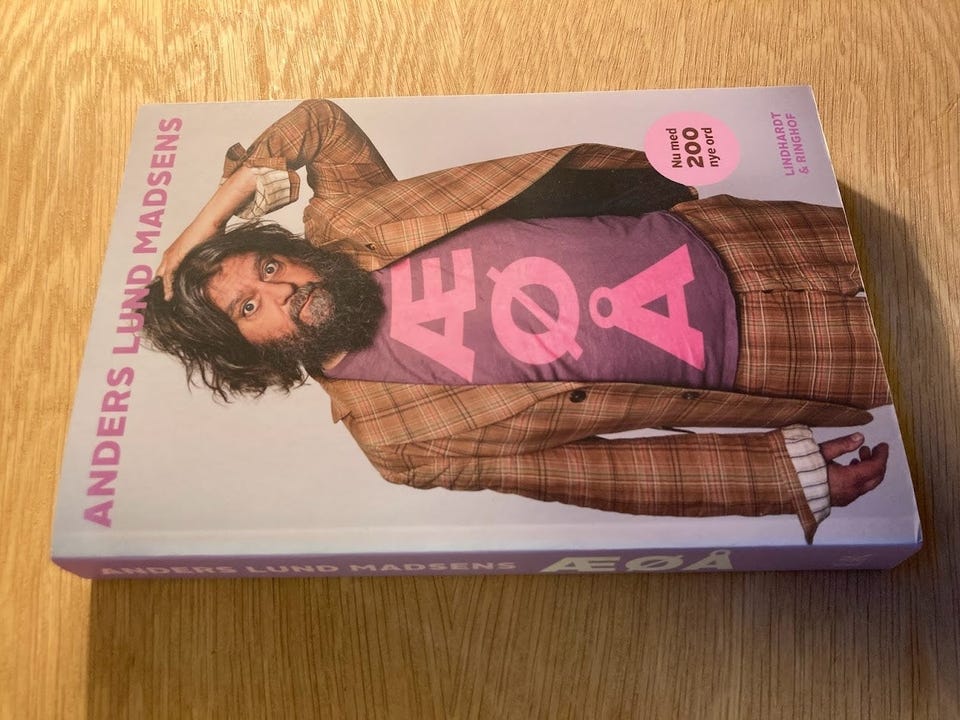 ANDERS LUND MADSENS
ÆØÅ
Nu med
200
nye ord
LINDHARDT
& RINGHOF
ANDERS LUND MADSENS ÆØÅ